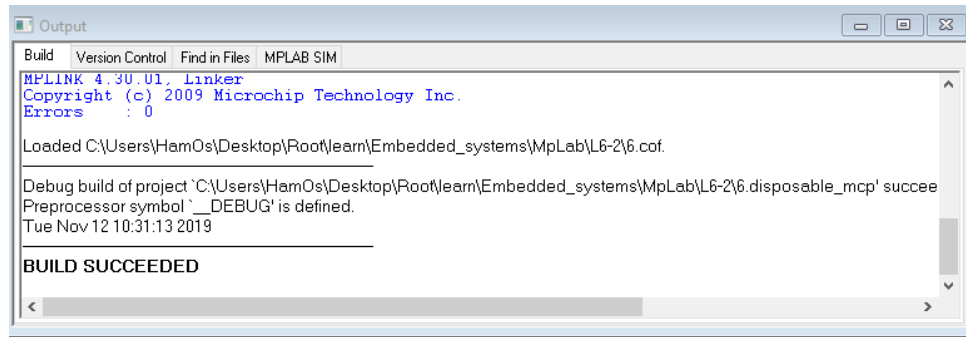 Output
Build Version Control Find in Files MPLAB SIM
MPLINK 4.30.01, Linker
Copyright (c) 2009 Microchip Technology Inc.
Errors : 0
Loaded C:\Users\HamOs\Desktop\Root\learn\Embedded_systems\MpLab\L6-2\6.cof.
Debug build of project `C:\Users\HamOs\Desktop\Root\learn\Embedded_systems\MpLab\L6-2\6.disposable_mcp' succee
Preprocessor symbol `__DEBUG' is defined.
Tue Nov 12 10:31:13 2019
BUILD SUCCEEDED